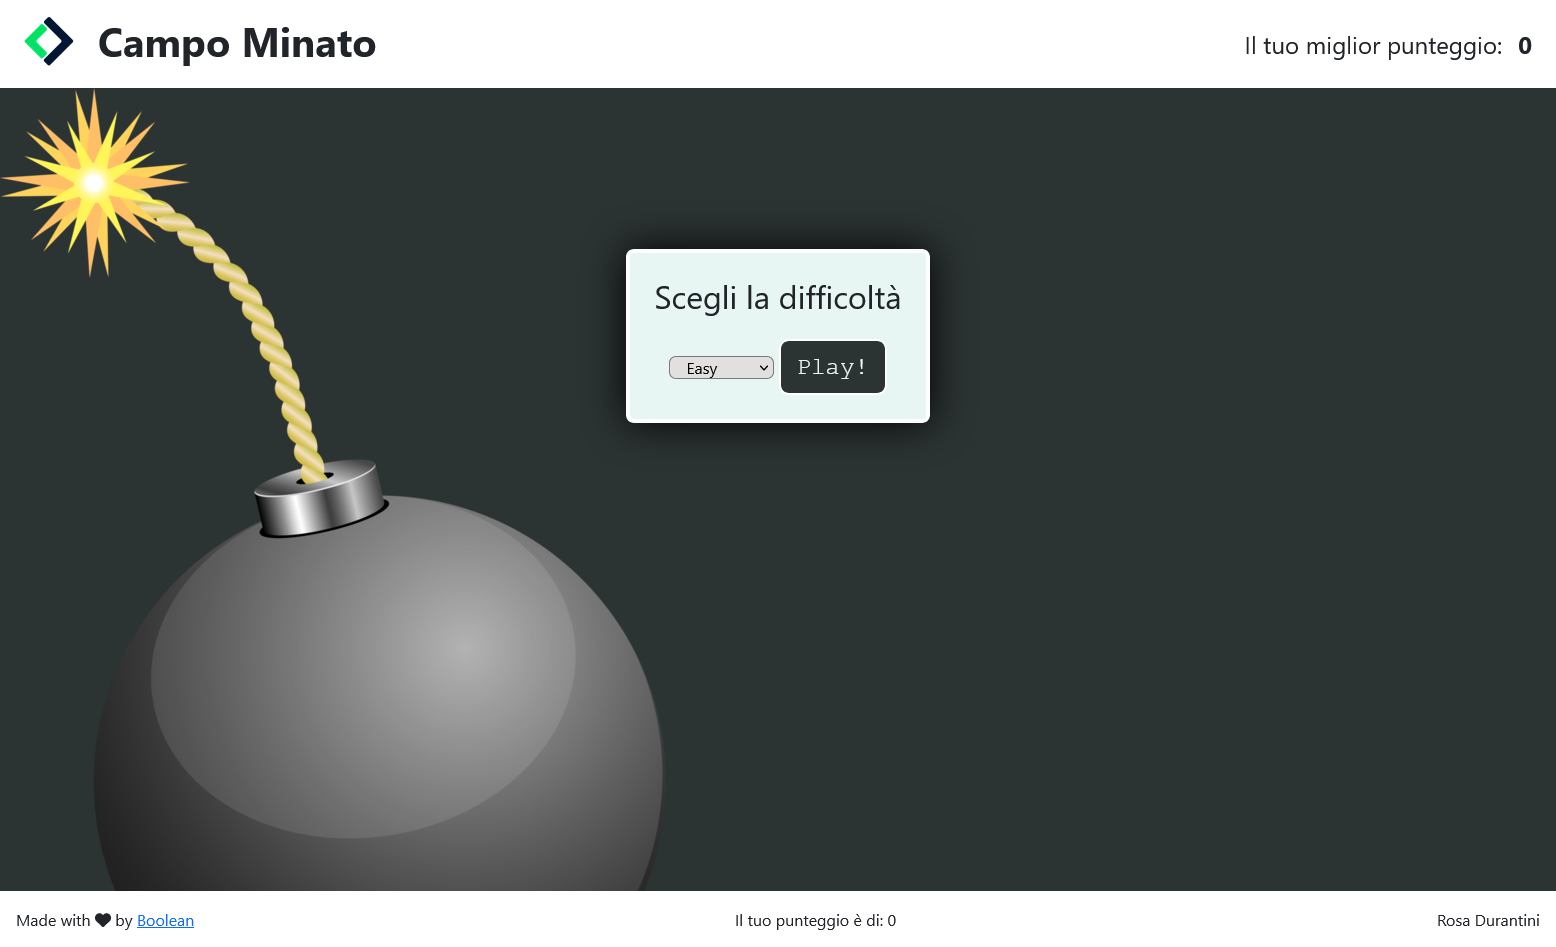 Campo Minato
Il tuo miglior punteggio: 0
Scegli la difficoltà
Easy
Play!
Made with ♥ by Boolean
Il tuo punteggio è di: 0
Rosa Durantini